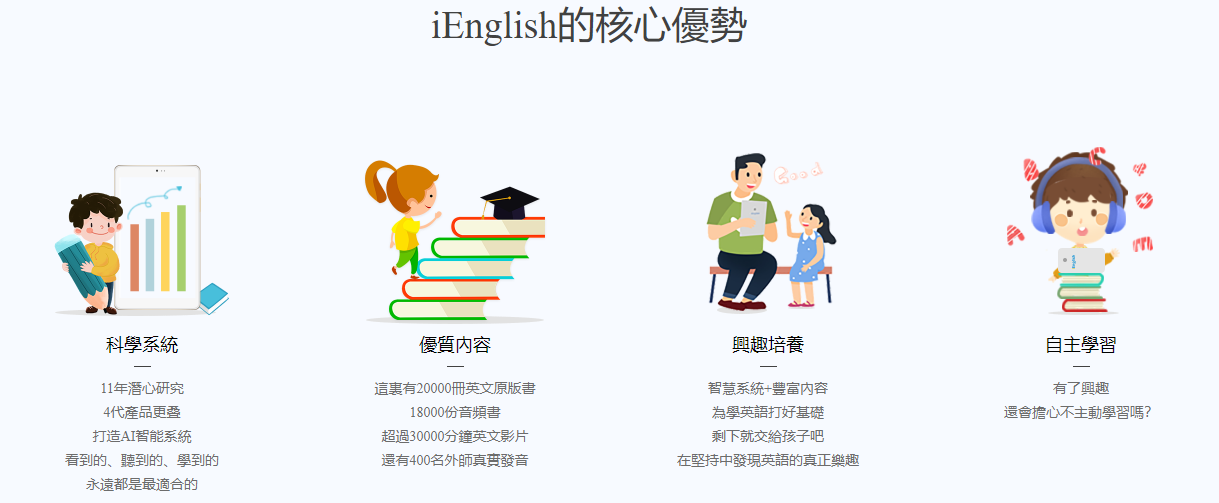 iEnglish的核心優勢
Good
科學系統
11年潛心研究
4代產品更叠
打造AI智能系統
看到的、聽到的、學到的
永遠都是最適合的
優質內容
這裏有20000冊英文原版書
18000份音頻書
超過30000分鐘英文影片
還有400名外師真實發音
興趣培養
智慧系統+豐富內容
為學英語打好基礎
剩下就交給孩子吧
在堅持中發現英語的真正樂趣
自主學習
有了興趣
還會擔心不主動學習嗎?